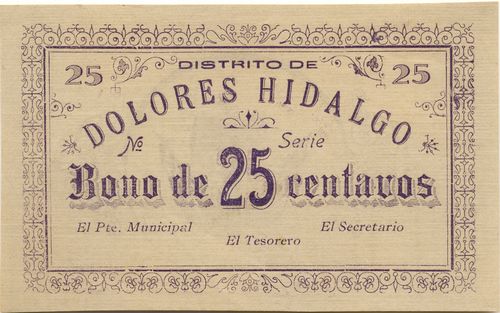 25 DISTRITO DE 25
DOLORES HIDALGO
No Serie
Bono de 25 centavos
El Pte. Municipal El Secretario
El Tesorero